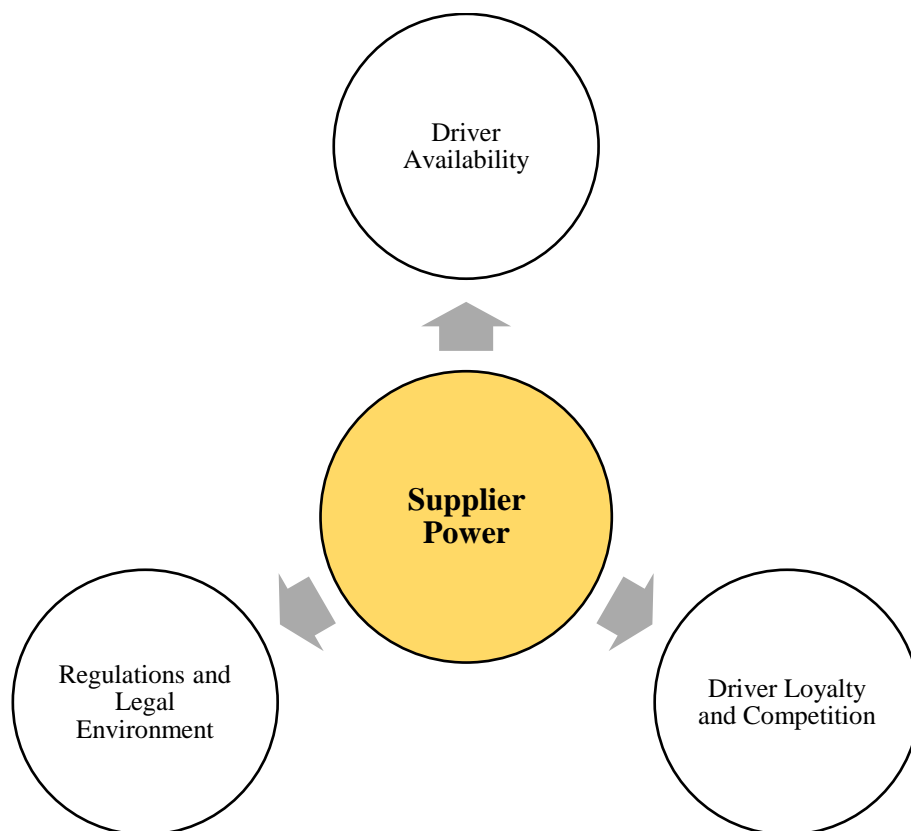 Driver
Availability
Supplier
Power
Regulations and
Legal
Environment
Driver Loyalty
and Competition